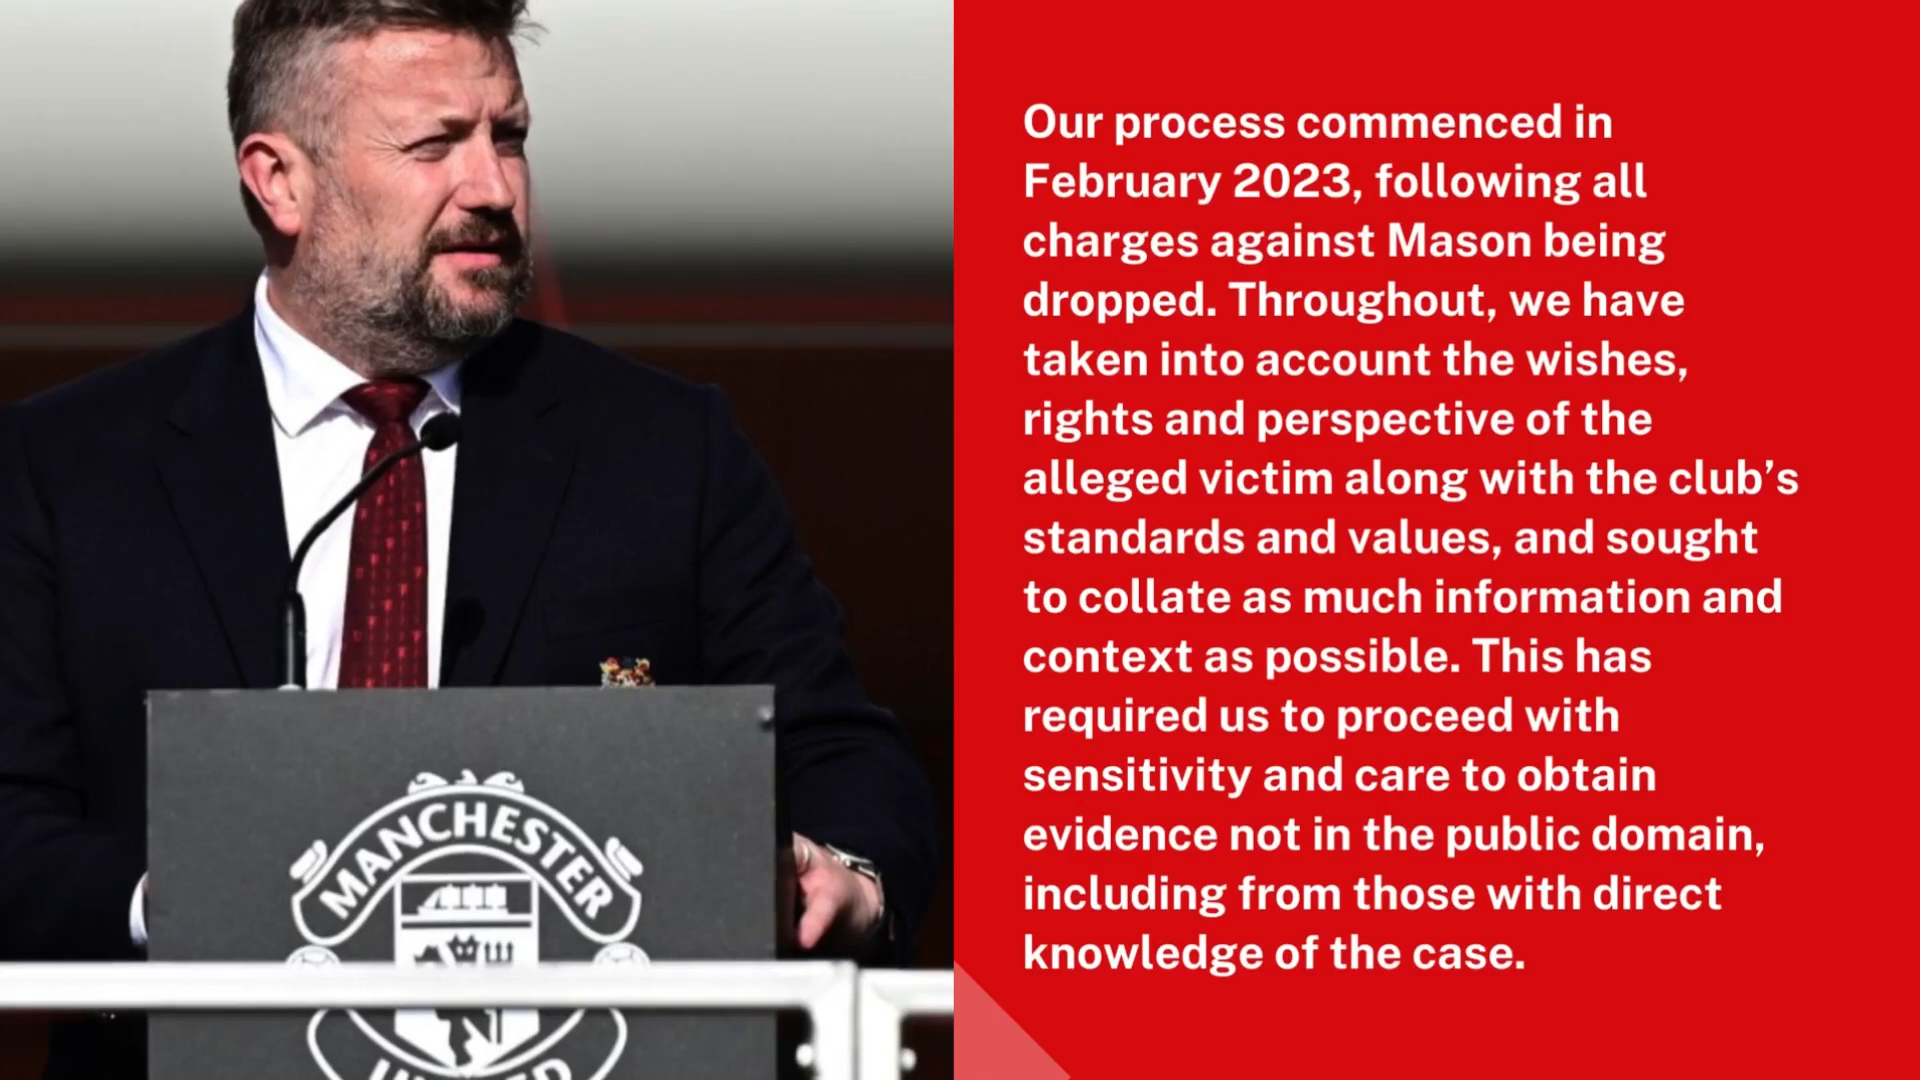 Our process commenced in
February 2023, following all
charges against Mason being
dropped. Throughout, we have
taken into account the wishes,
rights and perspective of the
alleged victim along with the club’s
standards and values, and sought
to collate as much information and
context as possible. This has
required us to proceed with
sensitivity and care to obtain
evidence not in the public domain,
including from those with direct
knowledge of the case.
MANCHESTER